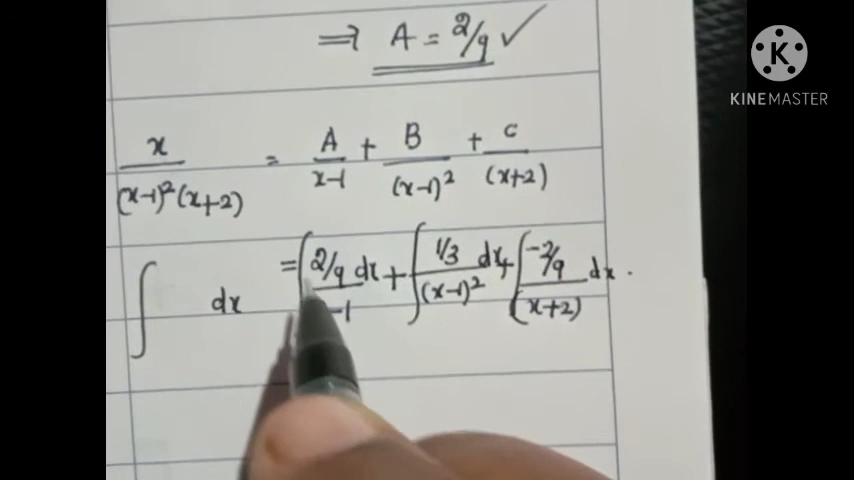 ⇒ A = 2/9 ✓
KINEMASTER
x/(x-1)²(x+2) = A/x-1 + B/(x-1)² + C/(x+2)
∫ dx = ∫ 2/9 dx/-1 + ∫ 1/3/(x-1)² dx + ∫ -2/9/(x+2) dx .